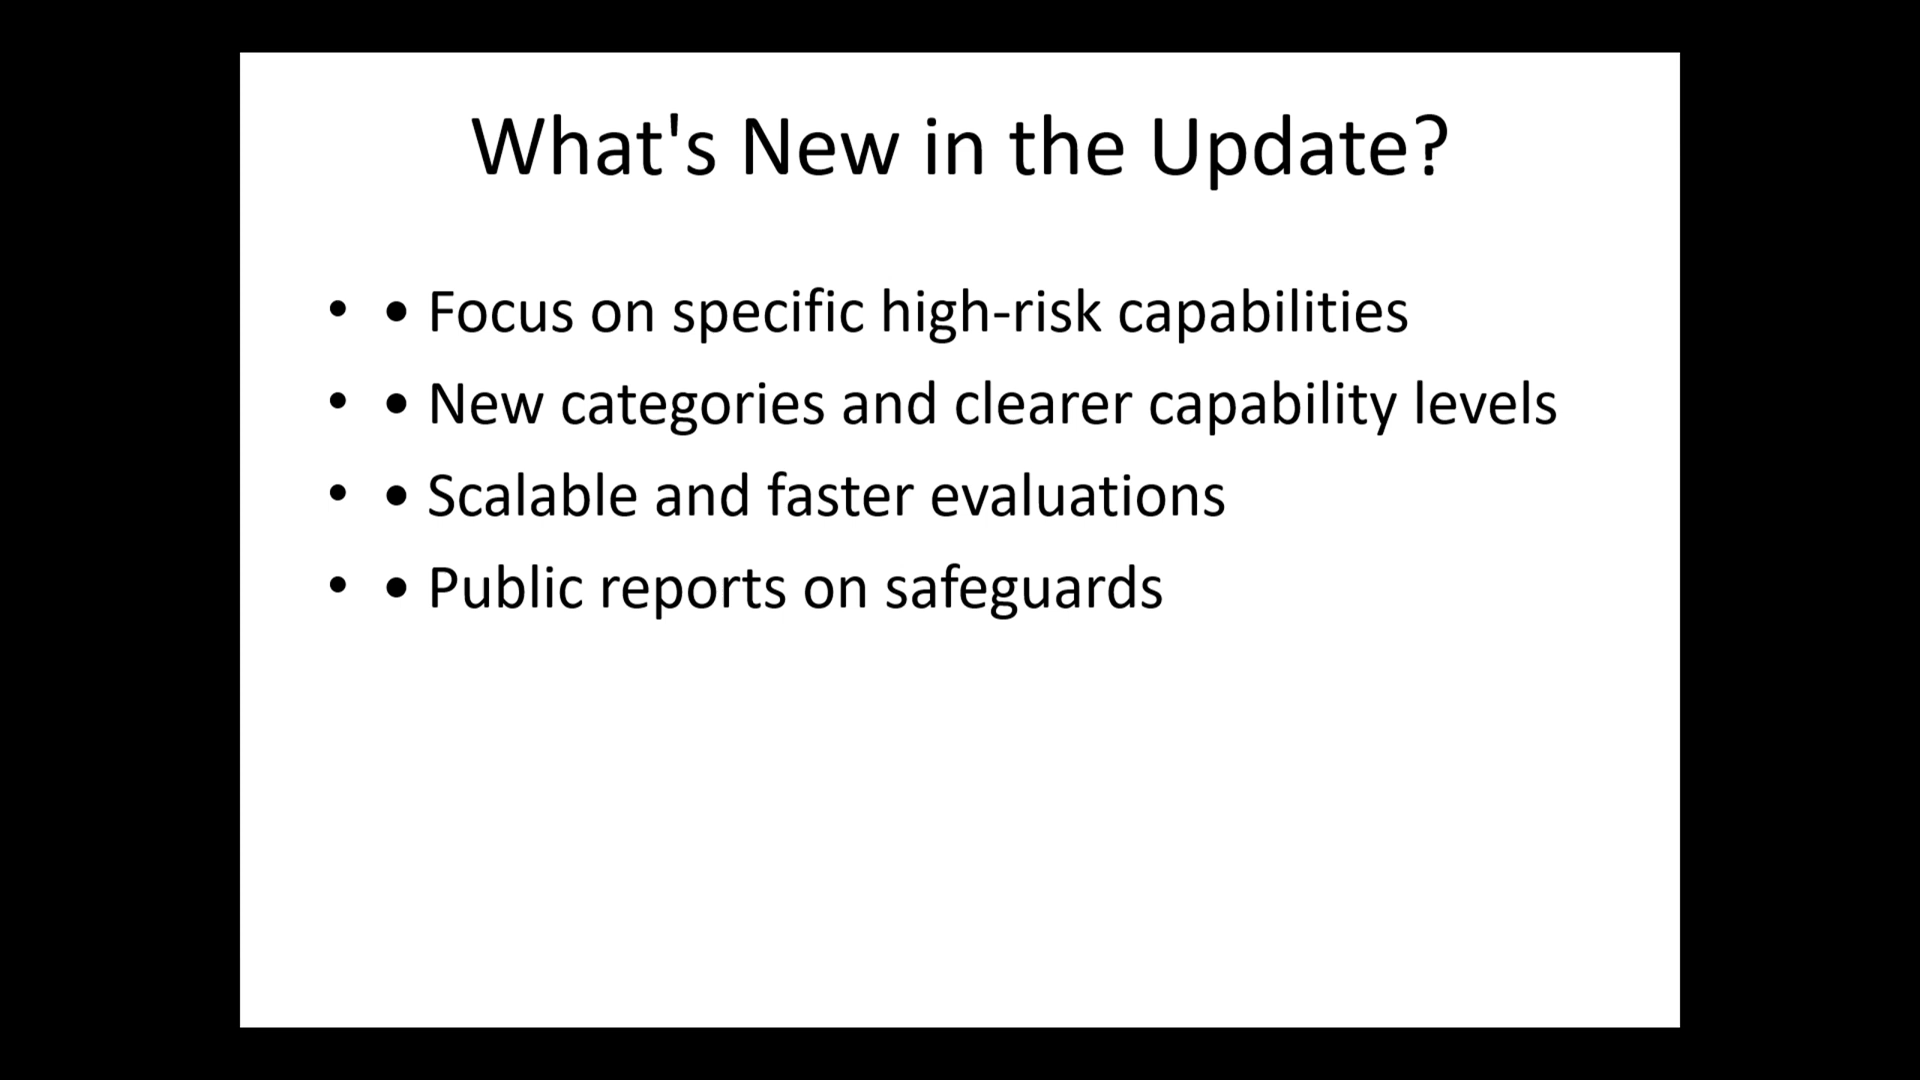 What's New in the Update?
• • Focus on specific high-risk capabilities
• • New categories and clearer capability levels
• • Scalable and faster evaluations
• • Public reports on safeguards